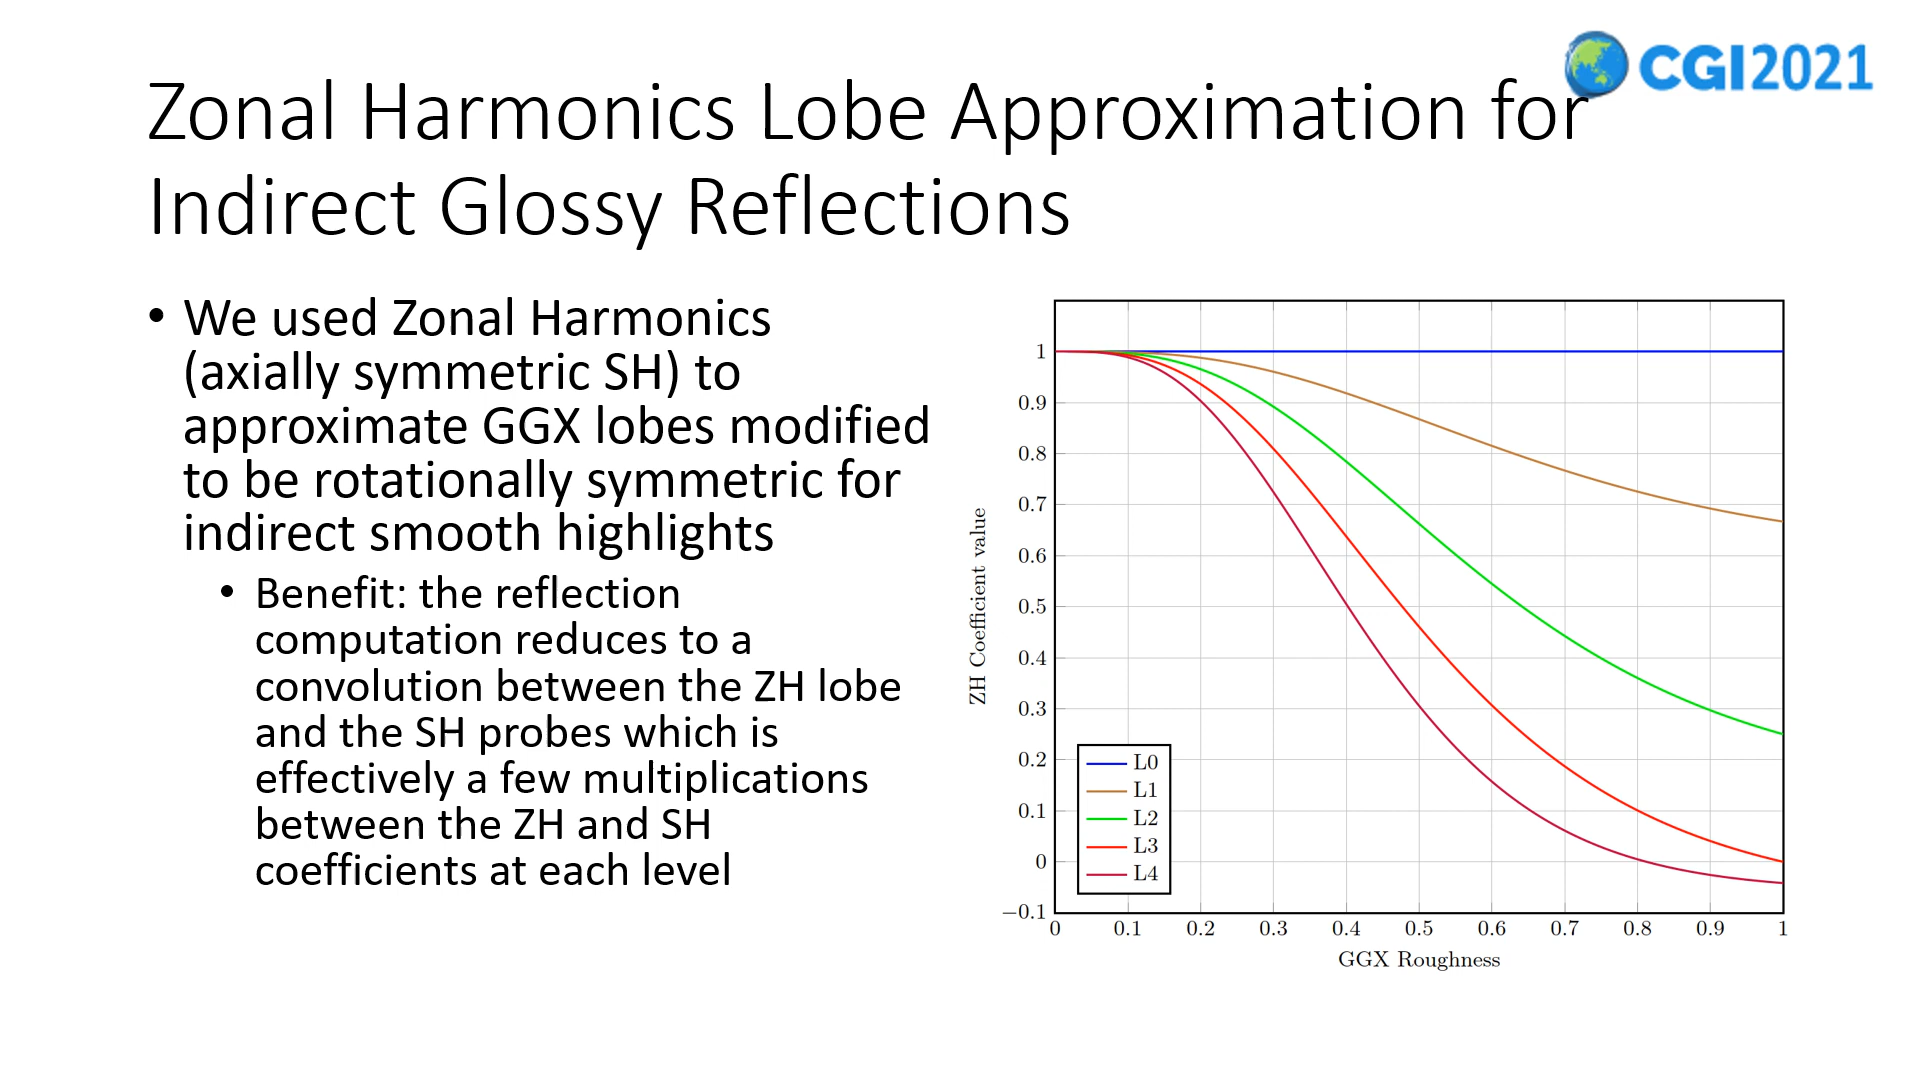 CGI2021
Zonal Harmonics Lobe Approximation for
Indirect Glossy Reflections
• We used Zonal Harmonics
(axially symmetric SH) to
approximate GGX lobes modified
to be rotationally symmetric for
indirect smooth highlights
• Benefit: the reflection
computation reduces to a
convolution between the ZH lobe
and the SH probes which is
effectively a few multiplications
between the ZH and SH
coefficients at each level
ZH Coefficient value
1
0.9
0.8
0.7
0.6
0.5
0.4
0.3
0.2
0.1
0
−0.1
L0
L1
L2
L3
L4
0 0.1 0.2 0.3 0.4 0.5 0.6 0.7 0.8 0.9 1
GGX Roughness